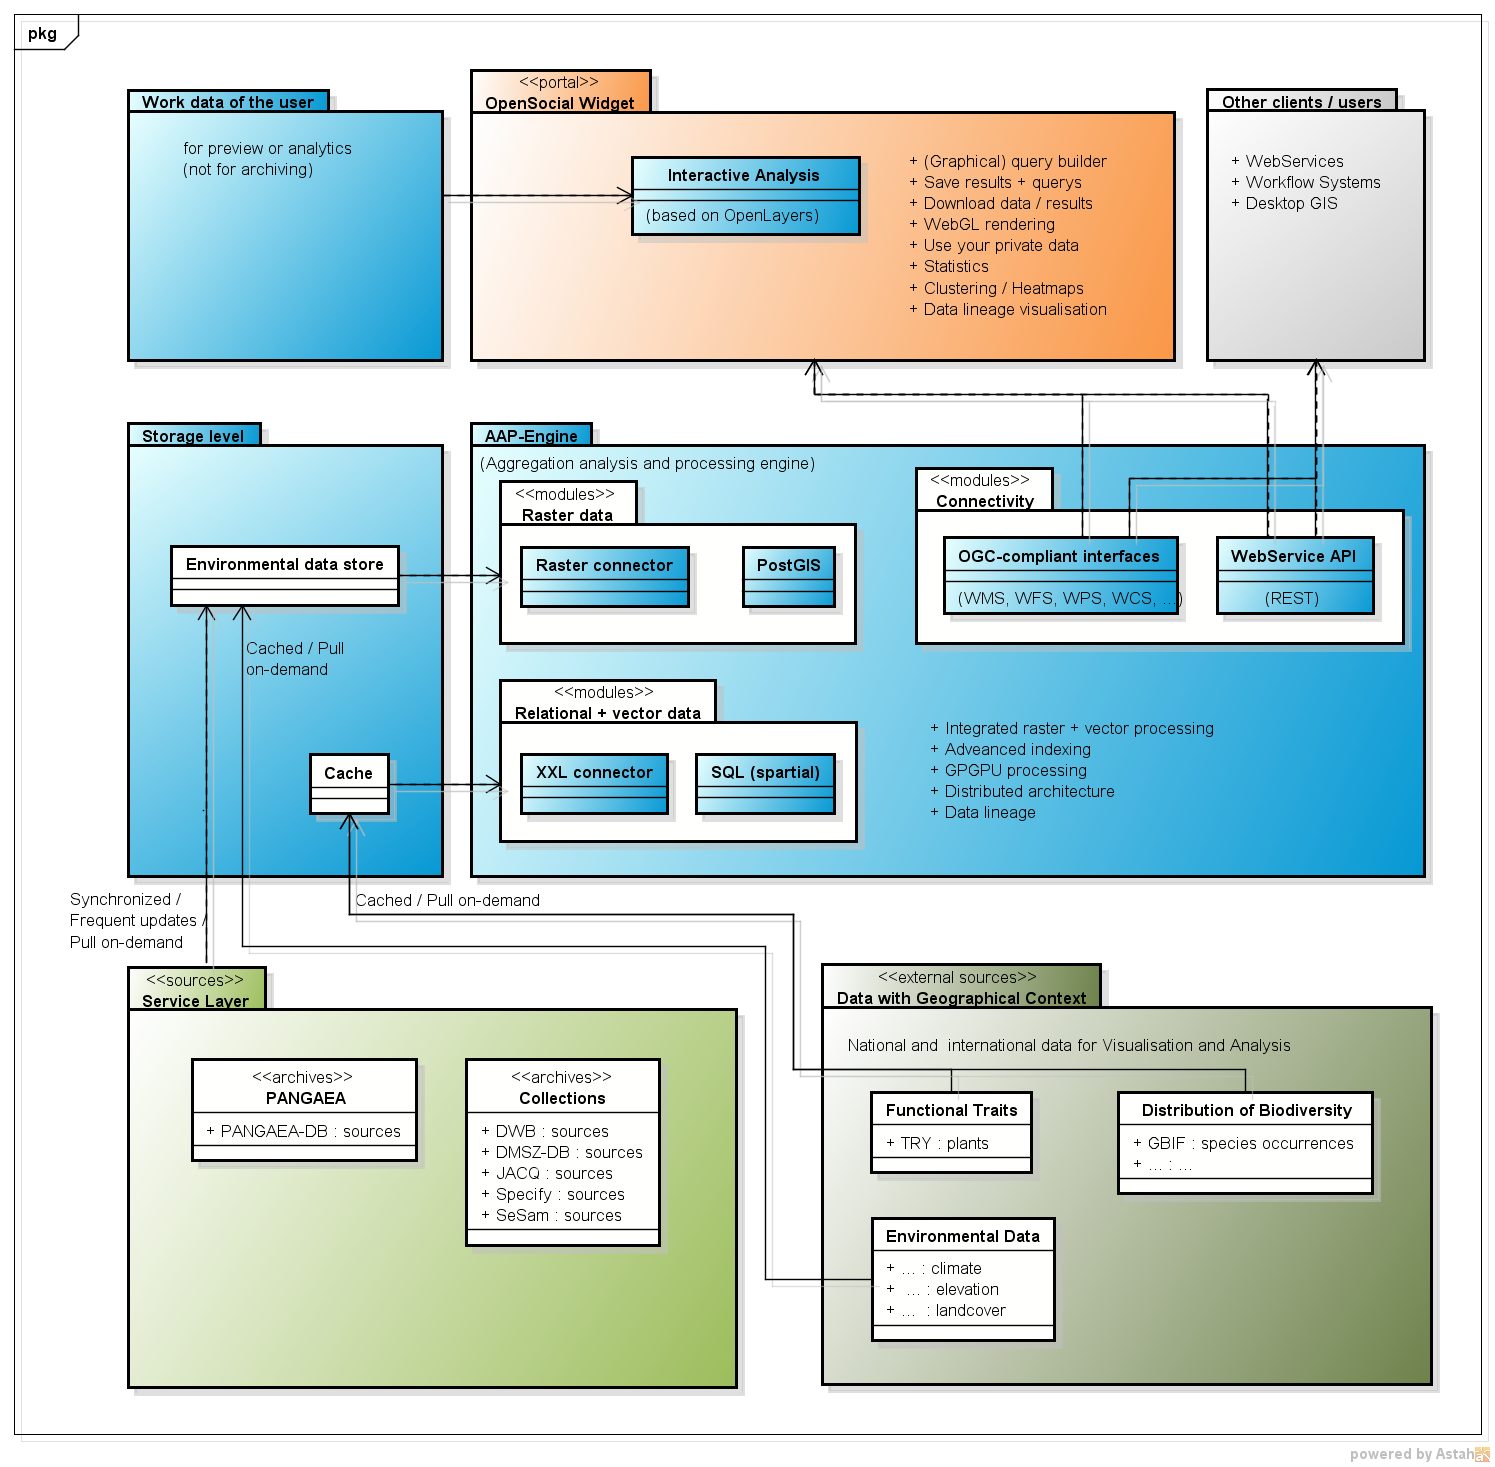 pkg
Work data of the user
for preview or analytics
(not for archiving)
<<portal>>
OpenSocial Widget
Interactive Analysis
(based on OpenLayers)
+ (Graphical) query builder
+ Save results + querys
+ Download data / results
+ WebGL rendering
+ Use your private data
+ Statistics
+ Clustering / Heatmaps
+ Data lineage visualisation
Other clients / users
+ WebServices
+ Workflow Systems
+ Desktop GIS
Storage level
Environmental data store
Cached / Pull
on-demand
Cache
AAP-Engine
(Aggregation analysis and processing engine)
<<modules>>
Raster data
Raster connector
PostGIS
<<modules>>
Connectivity
OGC-compliant interfaces
(WMS, WFS, WPS, WCS, ...)
WebService API
(REST)
<<modules>>
Relational + vector data
XXL connector
SQL (spartial)
+ Integrated raster + vector processing
+ Adveanced indexing
+ GPGPU processing
+ Distributed architecture
+ Data lineage
Synchronized /
Frequent updates /
Pull on-demand
Cached / Pull on-demand
<<sources>>
Service Layer
<<archives>>
PANGAEA
+ PANGAEA-DB : sources
<<archives>>
Collections
+ DWB : sources
+ DMSZ-DB : sources
+ JACQ : sources
+ Specify : sources
+ SeSam : sources
<<external sources>>
Data with Geographical Context
National and  international data for Visualisation and Analysis
Functional Traits
+ TRY : plants
Distribution of Biodiversity
+ GBIF : species occurrences
+ ... : ...
Environmental Data
+ ... : climate
+  ... : elevation
+ ...  : landcover
powered by Astah